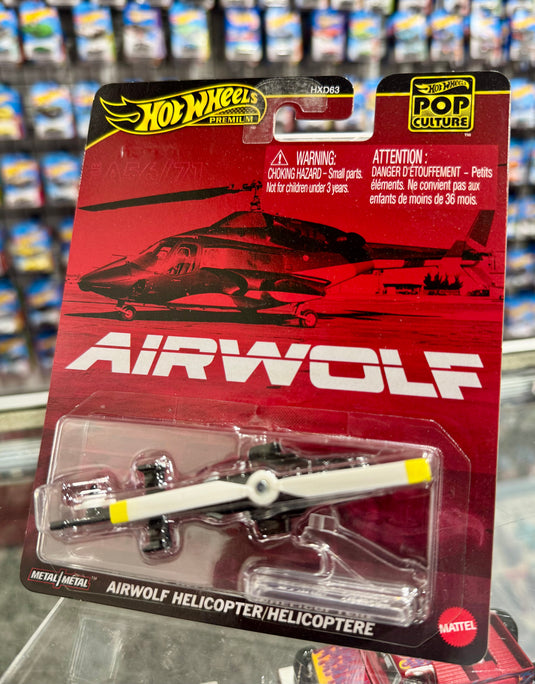 HOT WHEELS
PREMIUM
HXD63
HOT WHEELS
POP
CULTURE
™
WARNING:
CHOKING HAZARD – Small parts.
Not for children under 3 years.
ATTENTION :
DANGER D'ÉTOUFFEMENT – Petits
éléments. Ne convient pas aux
enfants de moins de 36 mois.
AIRWOLF
METAL/METAL™
AIRWOLF HELICOPTER/HELICOPTÈRE
MATTEL